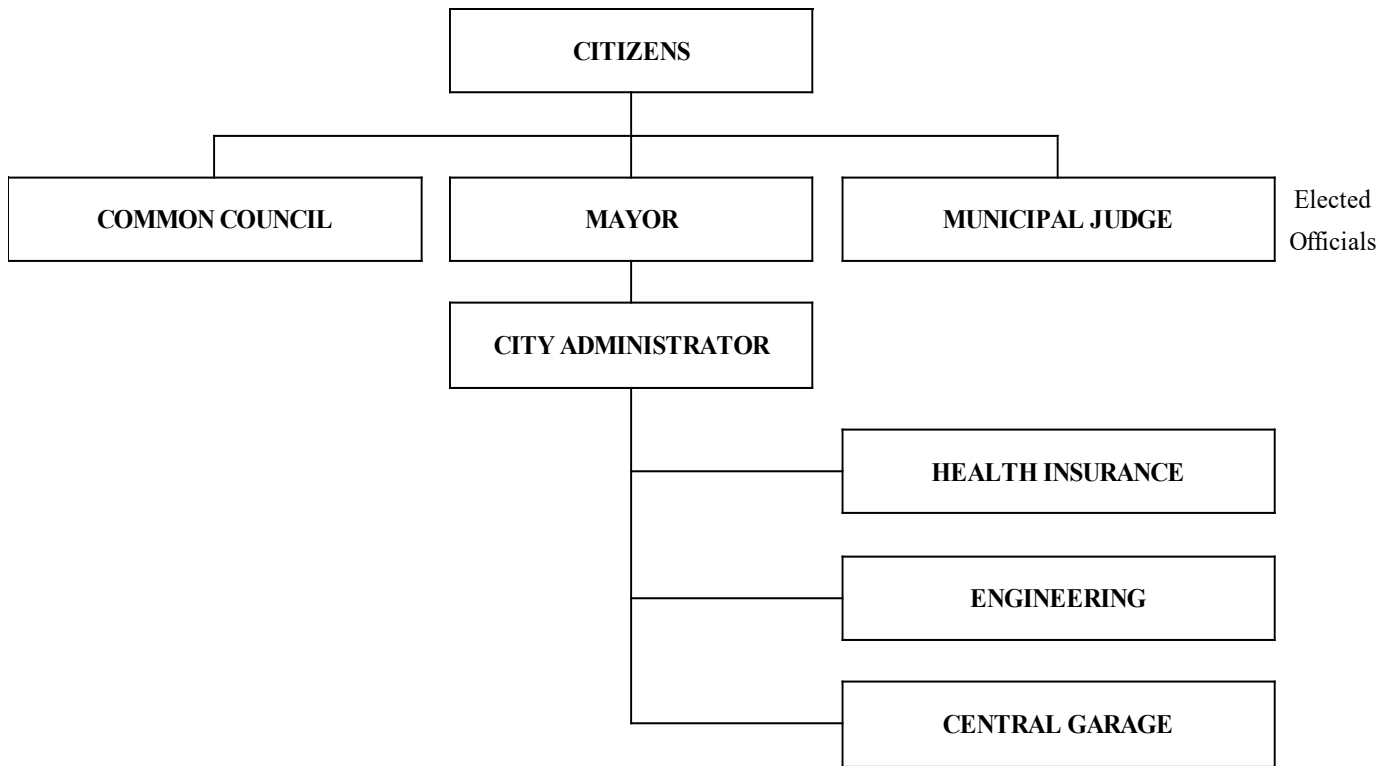 CITIZENS
COMMON COUNCIL
MAYOR
MUNICIPAL JUDGE
Elected
Officials
CITY ADMINISTRATOR
HEALTH INSURANCE
ENGINEERING
CENTRAL GARAGE